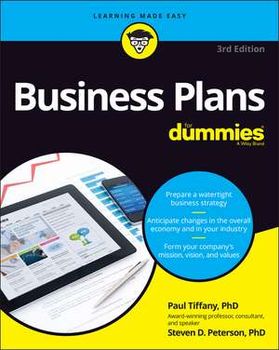 LEARNING MADE EASY
3rd Edition
Business Plans
for
dummies
A Wiley Brand
Prepare a watertight
business strategy
Anticipate changes in the overall
economy and in your industry
Form your company's
mission, vision, and values
Paul Tiffany, PhD
Award-winning professor, consultant,
and speaker
Steven D. Peterson, PhD